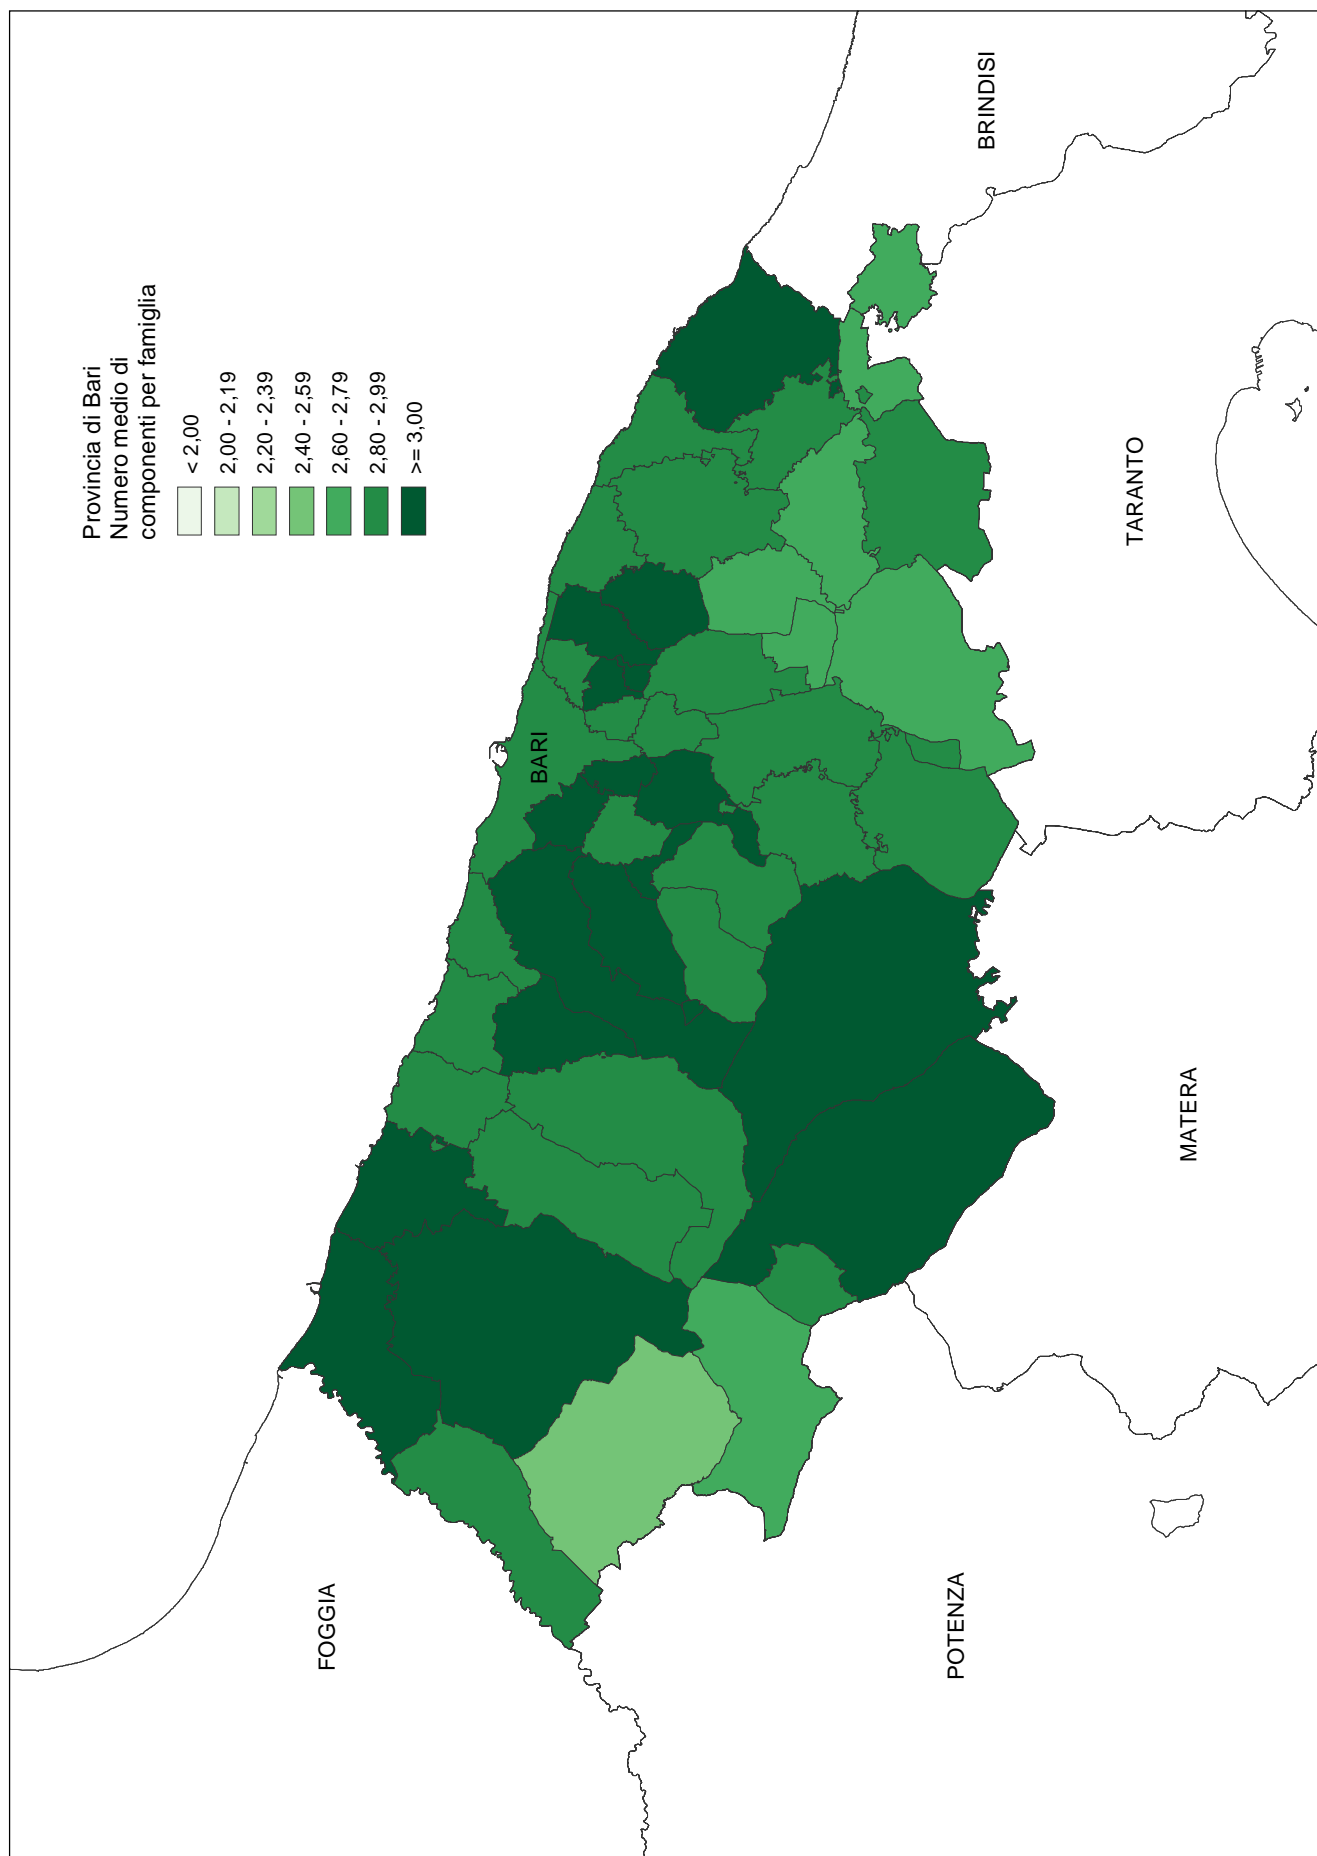 Provincia di Bari
Numero medio di
componenti per famiglia
< 2,00
2,00 - 2,19
2,20 - 2,39
2,40 - 2,59
2,60 - 2,79
2,80 - 2,99
>= 3,00
FOGGIA
BARI
BRINDISI
TARANTO
MATERA
POTENZA